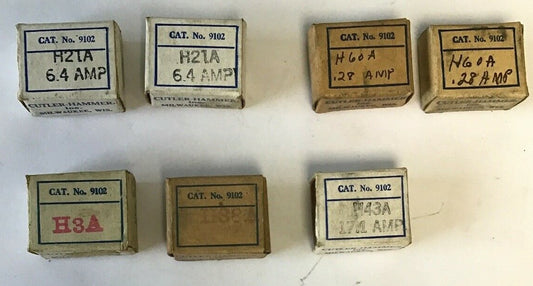 CAT. No. 9102
H21A
6.4 AMP
CUTLER-HAMMER.
Inc.
MILWAUKEE, WIS.
CAT. No. 9102
H21A
6.4 AMP
CUTLER-HAMMER,
Inc.
MILWAUKEE, WIS.
CAT. No. 9102
H60A
.28 AMP
CUTLER-HAMMER
CAT. No. 9102
H60A
.28 AMP
CAT. No. 9102
H3A
CAT. No. 9102
CAT. No. 9102
H43A
AMP